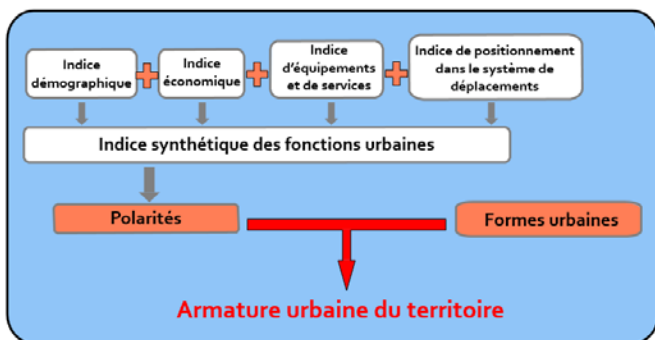 Indice
démographique
Indice
économique
Indice
d'équipements
et de services
Indice de positionnement
dans le système de
déplacements
Indice synthétique des fonctions urbaines
Polarités
Formes urbaines
Armature urbaine du territoire